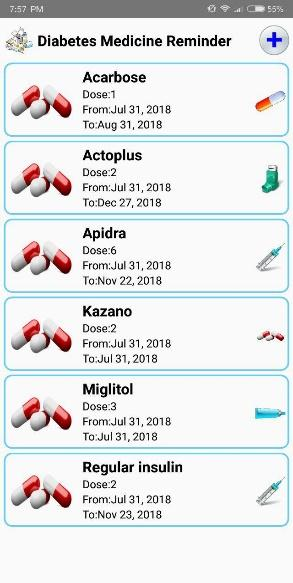 7:57 PM
55%
Diabetes Medicine Reminder
Acarbose
Dose:1
From:Jul 31, 2018
To:Aug 31, 2018
Actoplus
Dose:2
From:Jul 31, 2018
To:Dec 27, 2018
Apidra
Dose:6
From:Jul 31, 2018
To:Nov 22, 2018
Kazano
Dose:2
From:Jul 31, 2018
To:Jul 31, 2018
Miglitol
Dose:3
From:Jul 31, 2018
To:Jul 31, 2018
Regular insulin
Dose:2
From:Jul 31, 2018
To:Nov 23, 2018